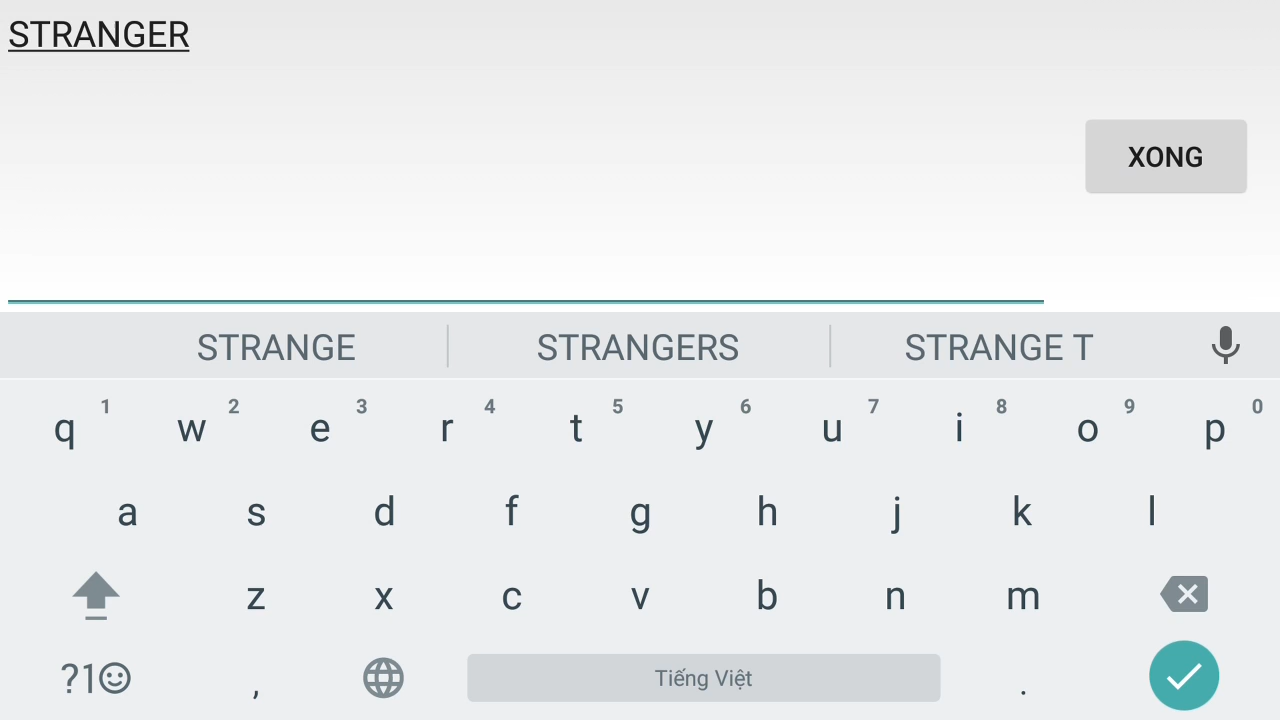 STRANGER
XONG
STRANGE STRANGERS STRANGE T
q 1 w 2 e 3 r 4 t 5 y 6 u 7 i 8 o 9 p 0
a s d f g h j k l
z x c v b n m
?1☺ , Tiếng Việt .